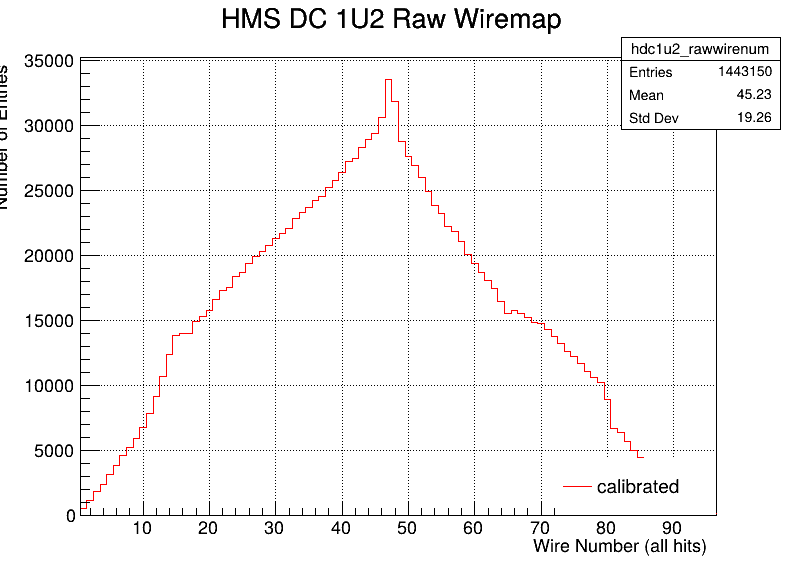 HMS DC 1U2 Raw Wiremap
hdc1u2_rawwirenum
Entries 1443150
Mean 45.23
Std Dev 19.26
Number of Entries
35000
30000
25000
20000
15000
10000
5000
0
10 20 30 40 50 60 70 80 90
calibrated
Wire Number (all hits)